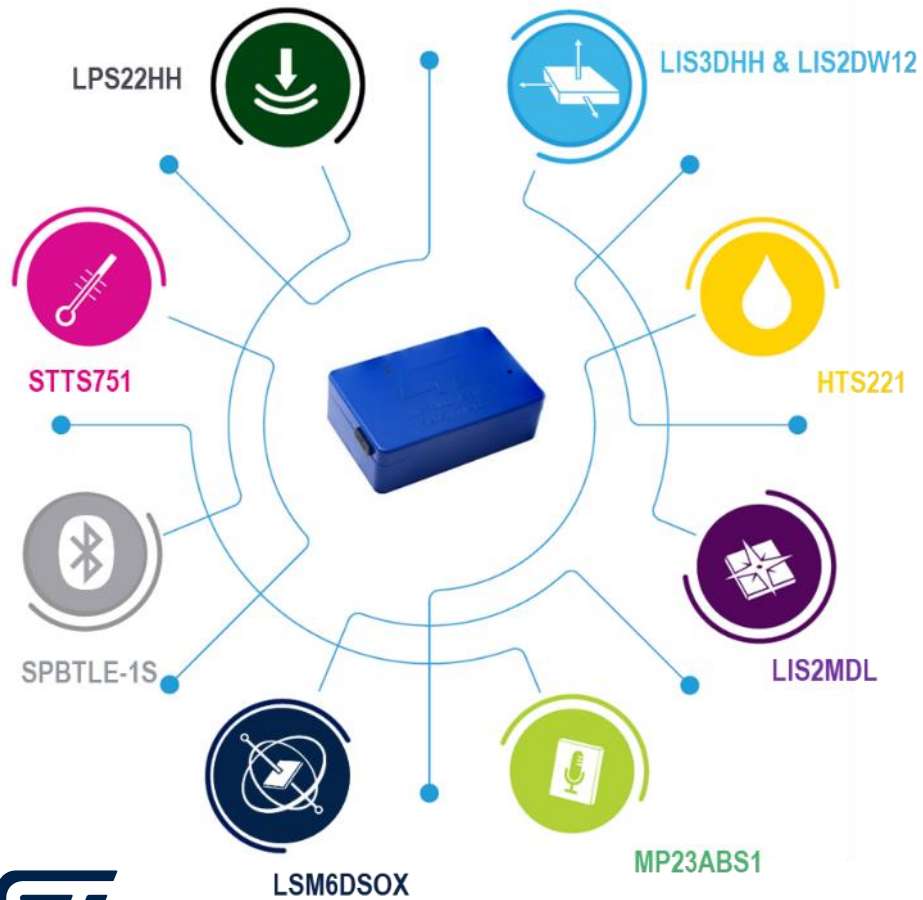 LPS22HH
LIS3DHH & LIS2DW12
STTS751
HTS221
SPBTLE-1S
LIS2MDL
MP23ABS1
LSM6DSOX